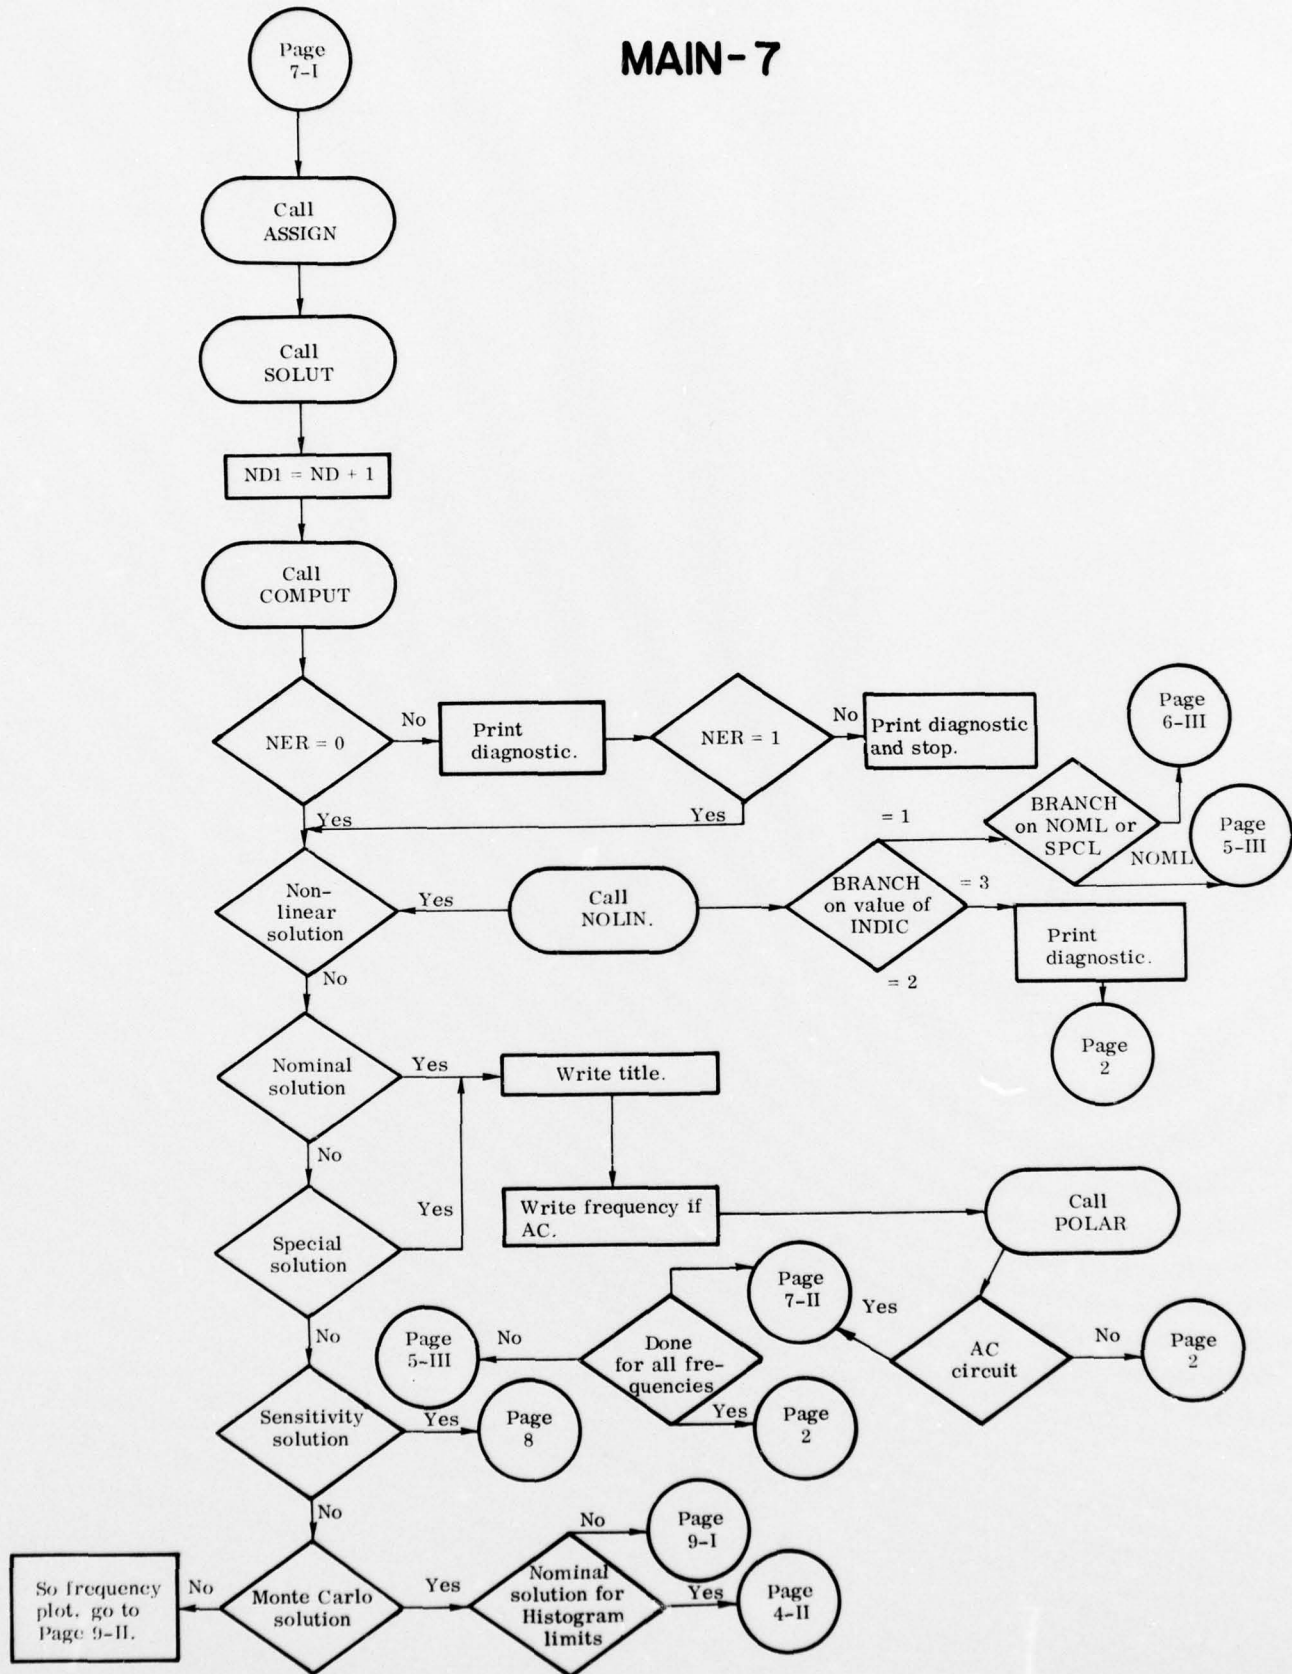 MAIN-7
Page
7-I
Call
ASSIGN
Call
SOLUT
ND1 = ND + 1
Call
COMPUT
NER = 0
No
Print
diagnostic.
NER = 1
No
Print diagnostic
and stop.
Page
6-III
Yes
Yes
= 1
BRANCH
on NOML or
SPCL
NOML
Page
5-III
Non-
linear
solution
Yes
Call
NOLIN.
BRANCH
on value of
INDIC
= 3
= 2
Print
diagnostic.
Page
2
No
Nominal
solution
Yes
Write title.
No
Special
solution
Yes
Write frequency if
AC.
Call
POLAR
Page
7-II
Yes
AC
circuit
No
Page
2
No
Page
5-III
No
Done
for all fre-
quencies
Yes
Page
2
Sensitivity
solution
Yes
Page
8
No
So frequency
plot, go to
Page 9-II.
No
Monte Carlo
solution
Yes
Nominal
solution for
Histogram
limits
No
Page
9-I
Yes
Page
4-II